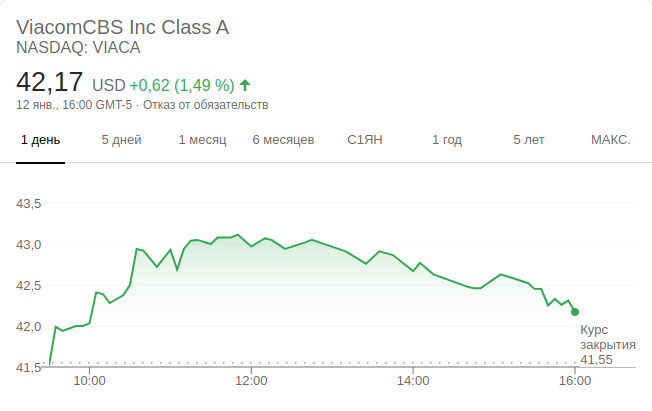 ViacomCBS Inc Class A
NASDAQ: VIACA
42,17 USD +0,62 (1,49 %)
12 янв., 16:00 GMT-5 · Отказ от обязательств
1 день 5 дней 1 месяц 6 месяцев С1ЯН 1 год 5 лет МАКС.
43,5
43,0
42,5
42,0
Курс
закрытия
41,55
41,5
10:00 12:00 14:00 16:00